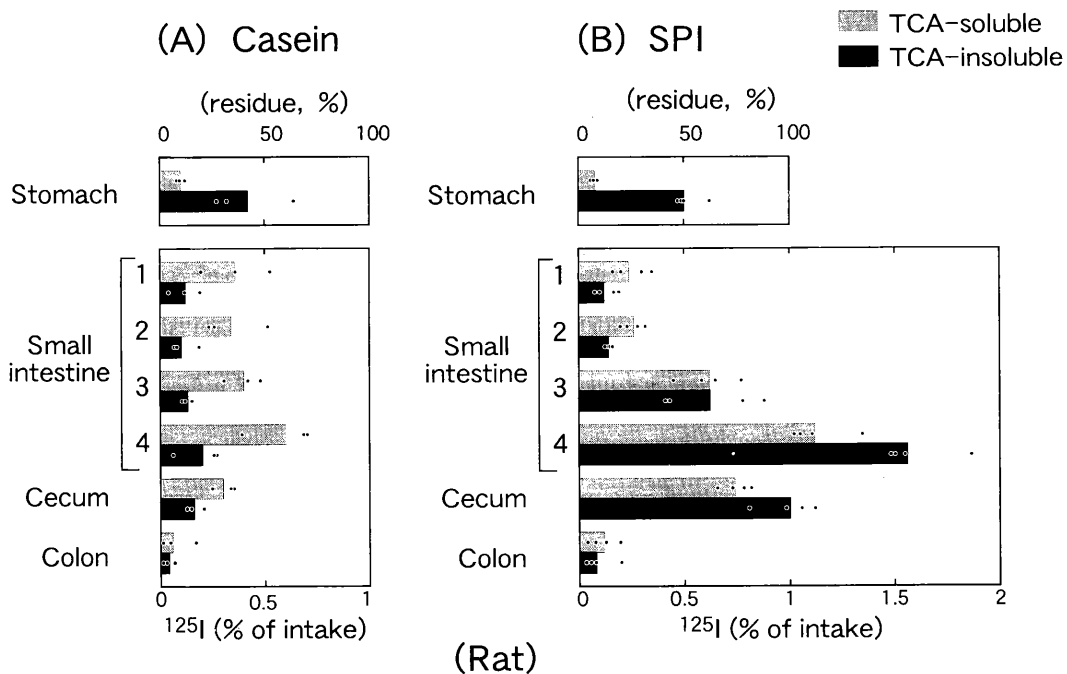 (A) Casein
(B) SPI
TCA-soluble
TCA-insoluble
(residue, %)
0 50 100
Stomach
Small
intestine
1
2
3
4
Cecum
Colon
0 0.5 1
125I (% of intake)
(residue, %)
0 50 100
Stomach
Small
intestine
1
2
3
4
Cecum
Colon
0 0.5 1 1.5 2
125I (% of intake)
(Rat)